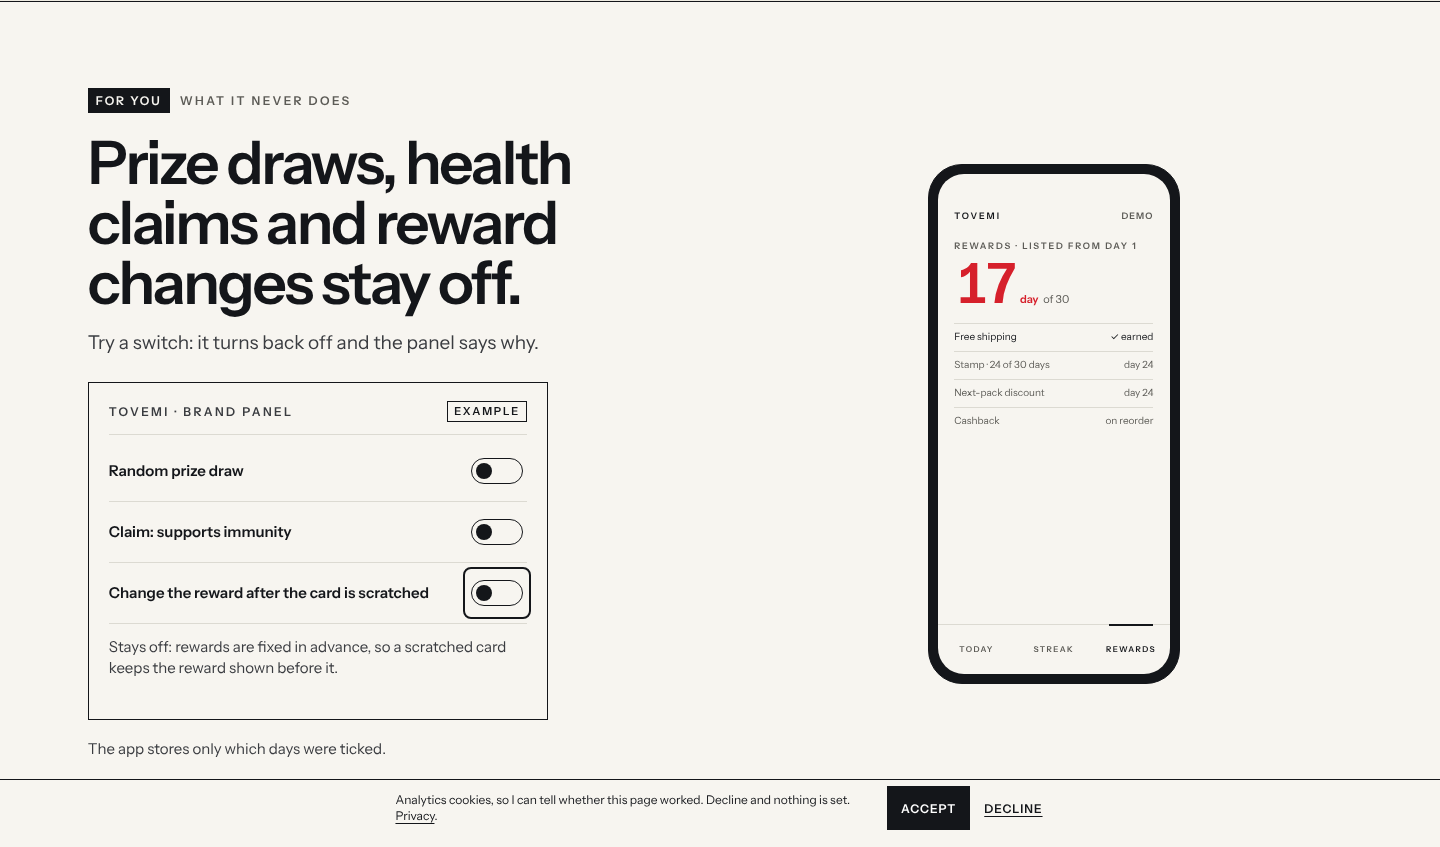 FOR YOU WHAT IT NEVER DOES
Prize draws, health
claims and reward
changes stay off.
Try a switch: it turns back off and the panel says why.
TOVEMI · BRAND PANEL EXAMPLE
Random prize draw
Claim: supports immunity
Change the reward after the card is scratched
Stays off: rewards are fixed in advance, so a scratched card
keeps the reward shown before it.
The app stores only which days were ticked.
TOVEMI DEMO
REWARDS · LISTED FROM DAY 1
17 day of 30
Free shipping ✓ earned
Stamp · 24 of 30 days day 24
Next-pack discount day 24
Cashback on reorder
TODAY STREAK REWARDS
Analytics cookies, so I can tell whether this page worked. Decline and nothing is set.
Privacy.
ACCEPT DECLINE